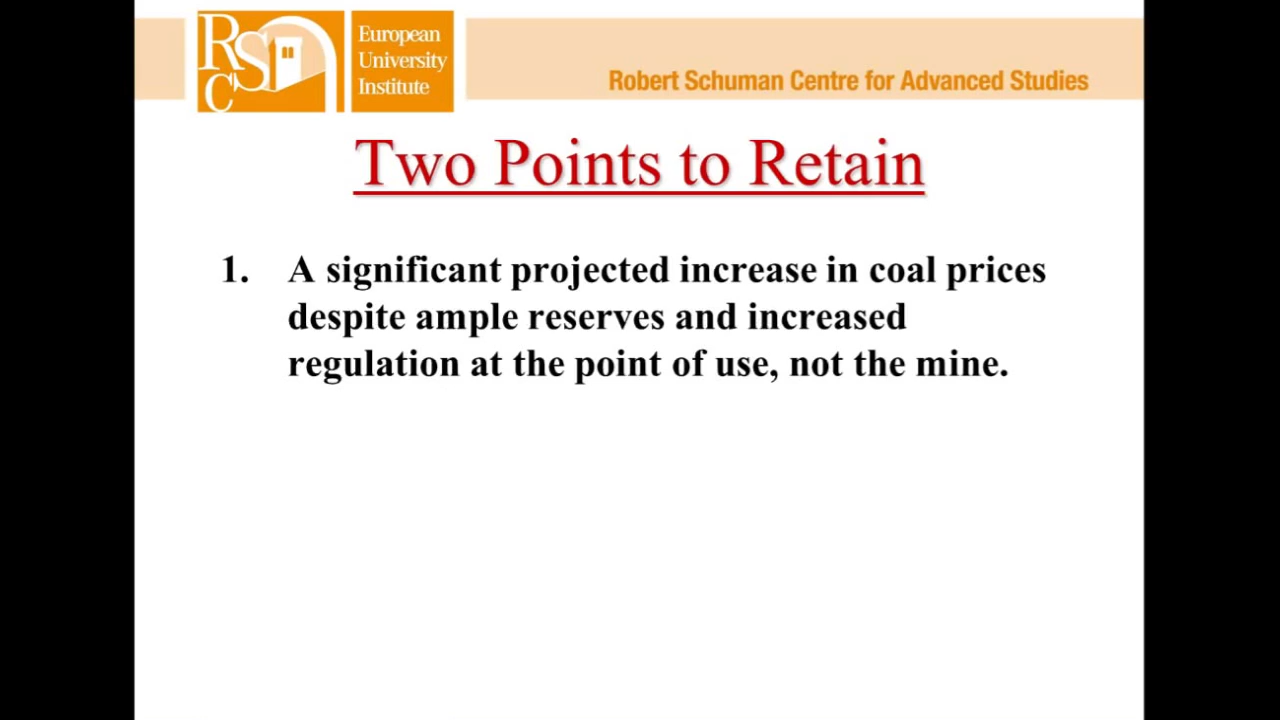 RSC
European
University
Institute
Robert Schuman Centre for Advanced Studies
Two Points to Retain
1. A significant projected increase in coal prices
despite ample reserves and increased
regulation at the point of use, not the mine.